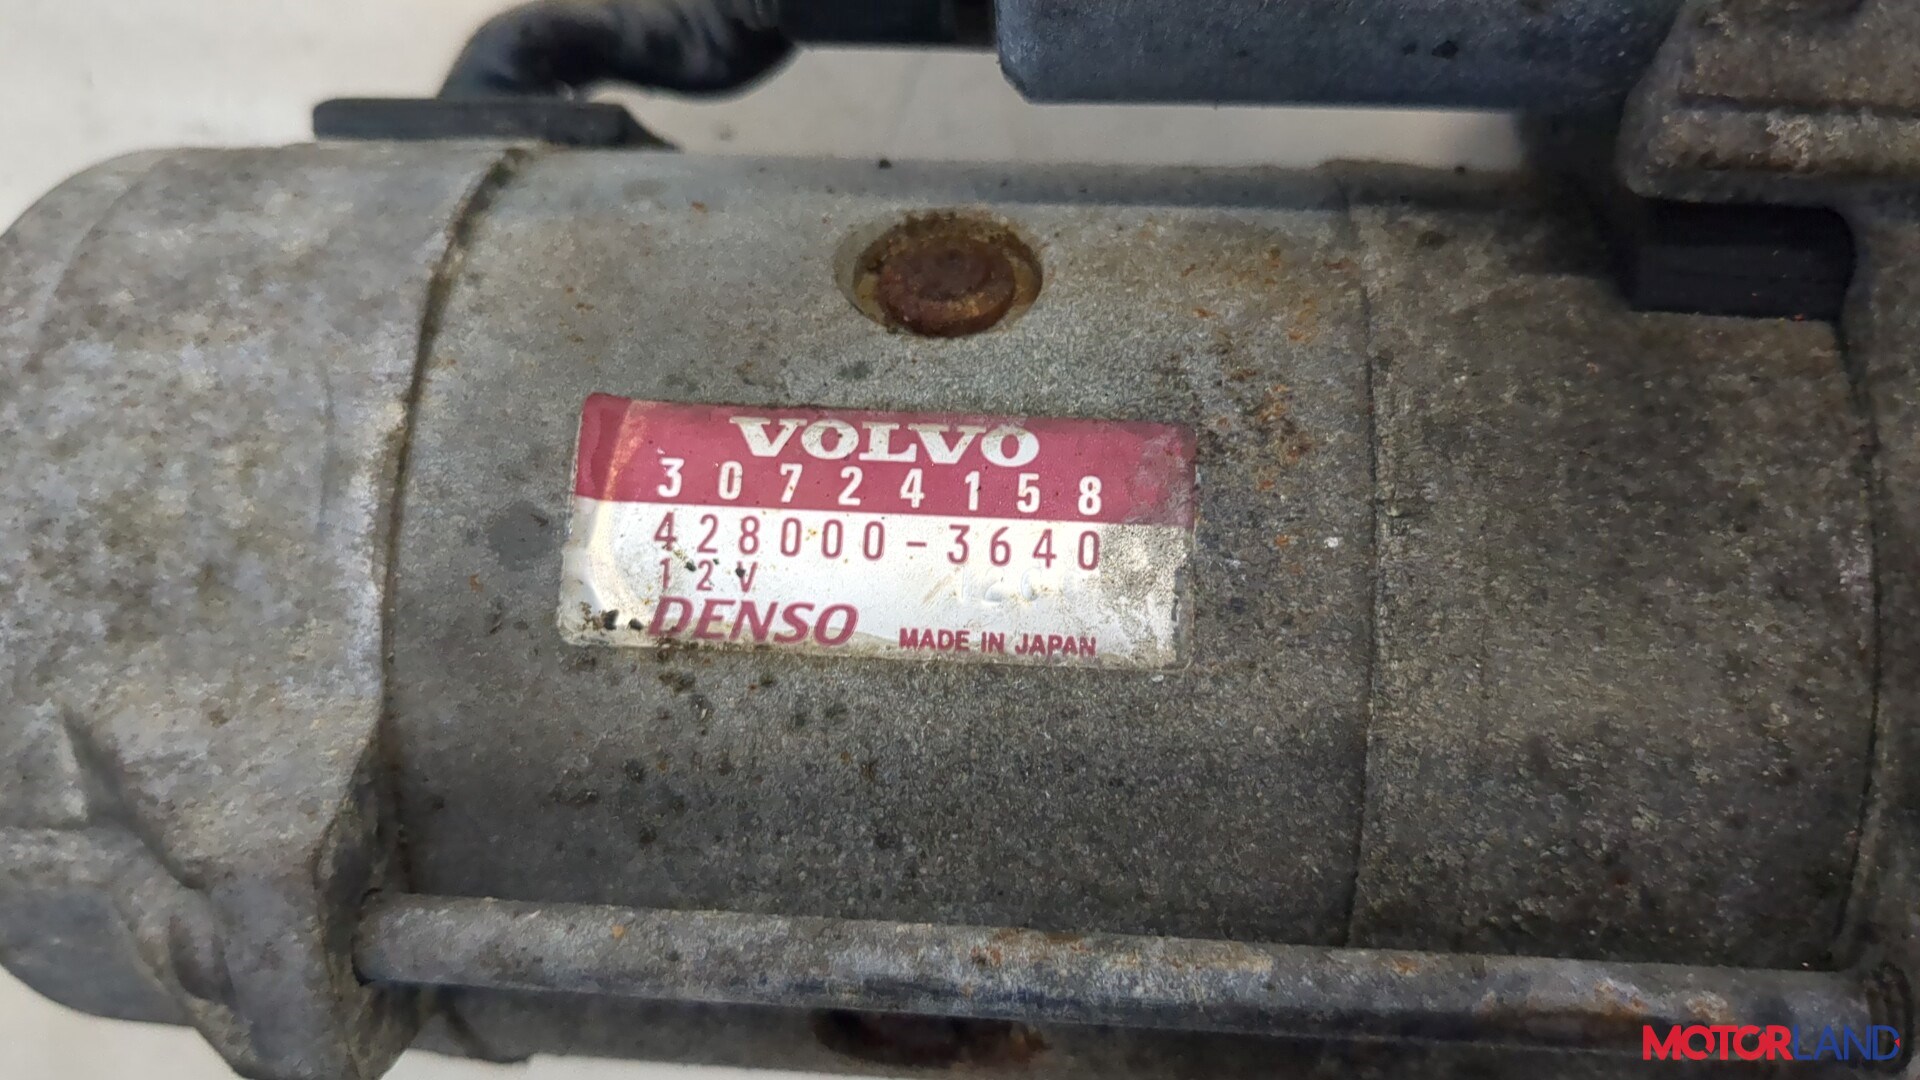 VOLVO
30724158
428000-3640
12V
DENSO MADE IN JAPAN
MOTORLAND